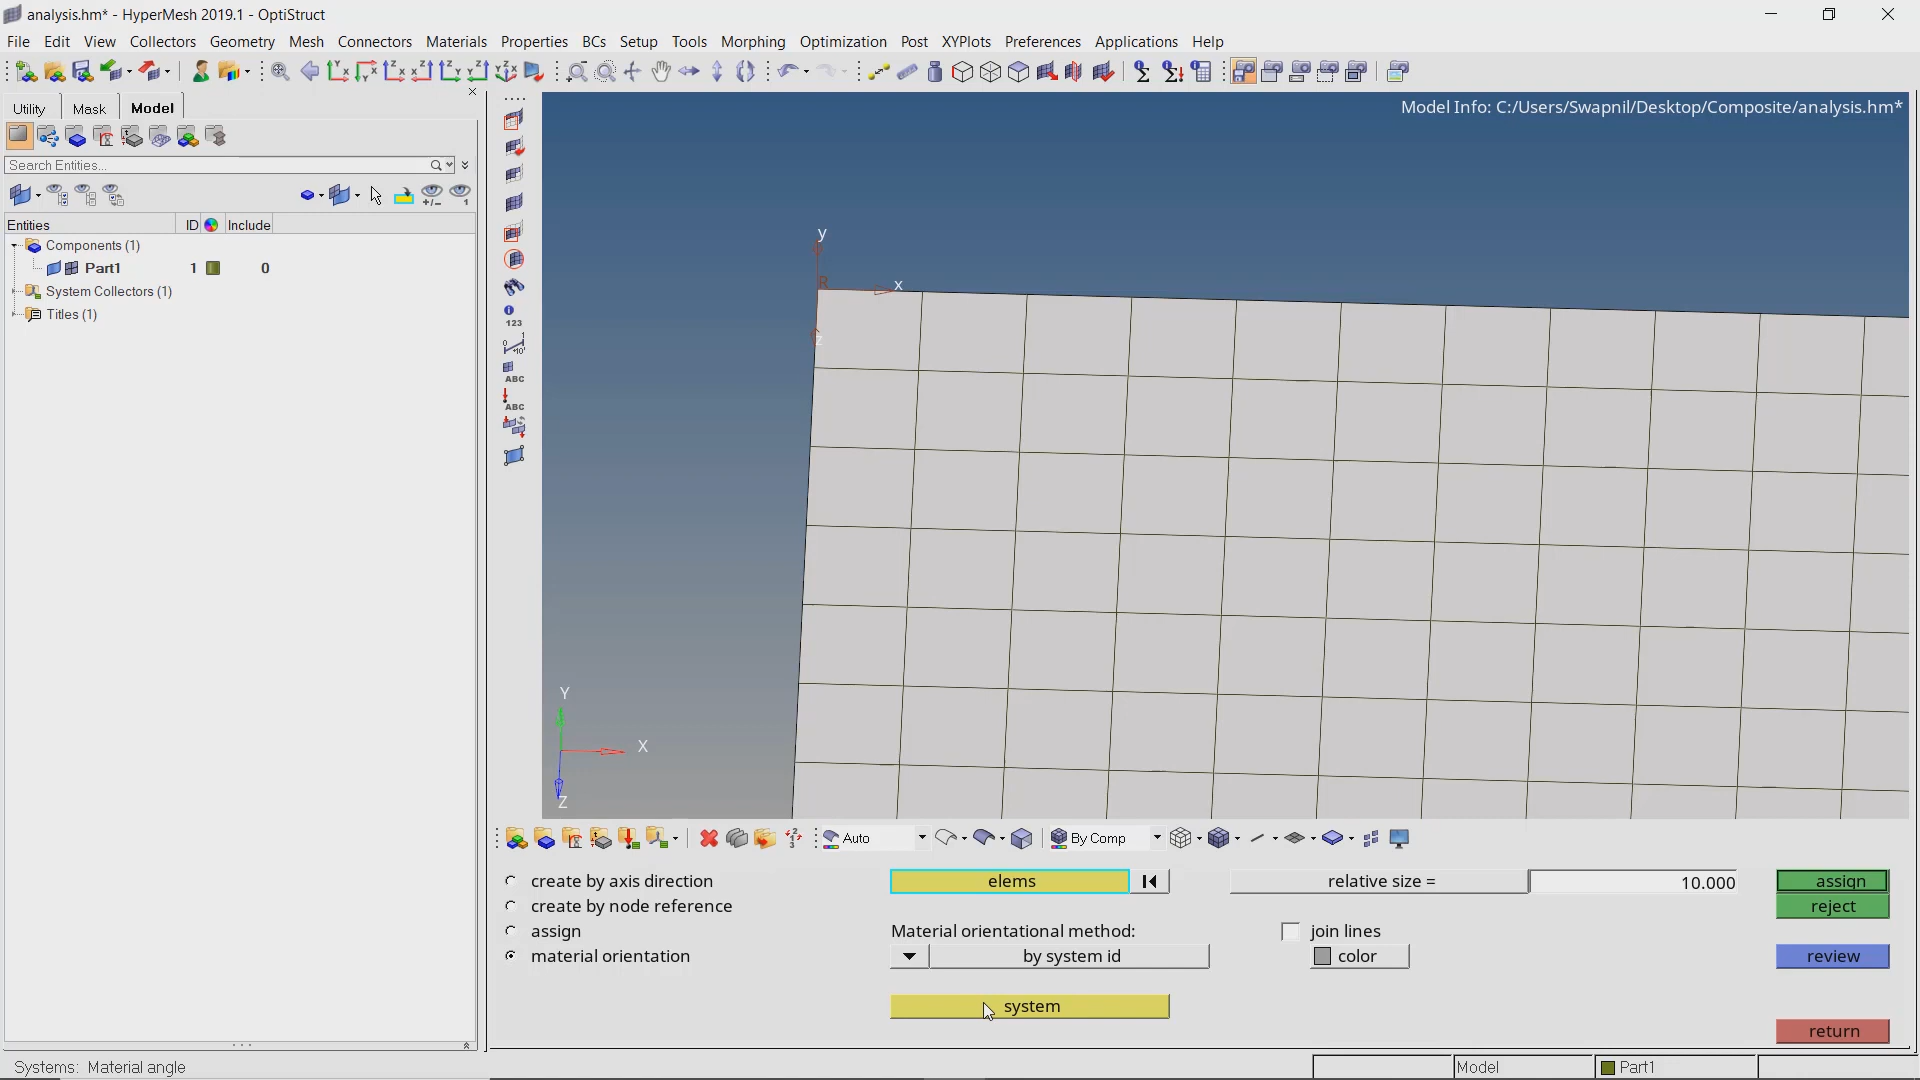 analysis.hm* - HyperMesh 2019.1 - OptiStruct
File Edit View Collectors Geometry Mesh Connectors Materials Properties BCs Setup Tools Morphing Optimization Post XYPlots Preferences Applications Help
Utility Mask Model
Search Entities...
Entities ID Include
Components (1)
Part1 1 0
System Collectors (1)
Titles (1)
123
ABC
ABC
Model Info: C:/Users/Swapnil/Desktop/Composite/analysis.hm*
y
R
x
z
Y
X
Z
Auto By Comp
create by axis direction
create by node reference
assign
material orientation
elems
Material orientational method:
by system id
system
relative size = 10.000
join lines
color
assign
reject
review
return
Systems: Material angle
Model
Part1